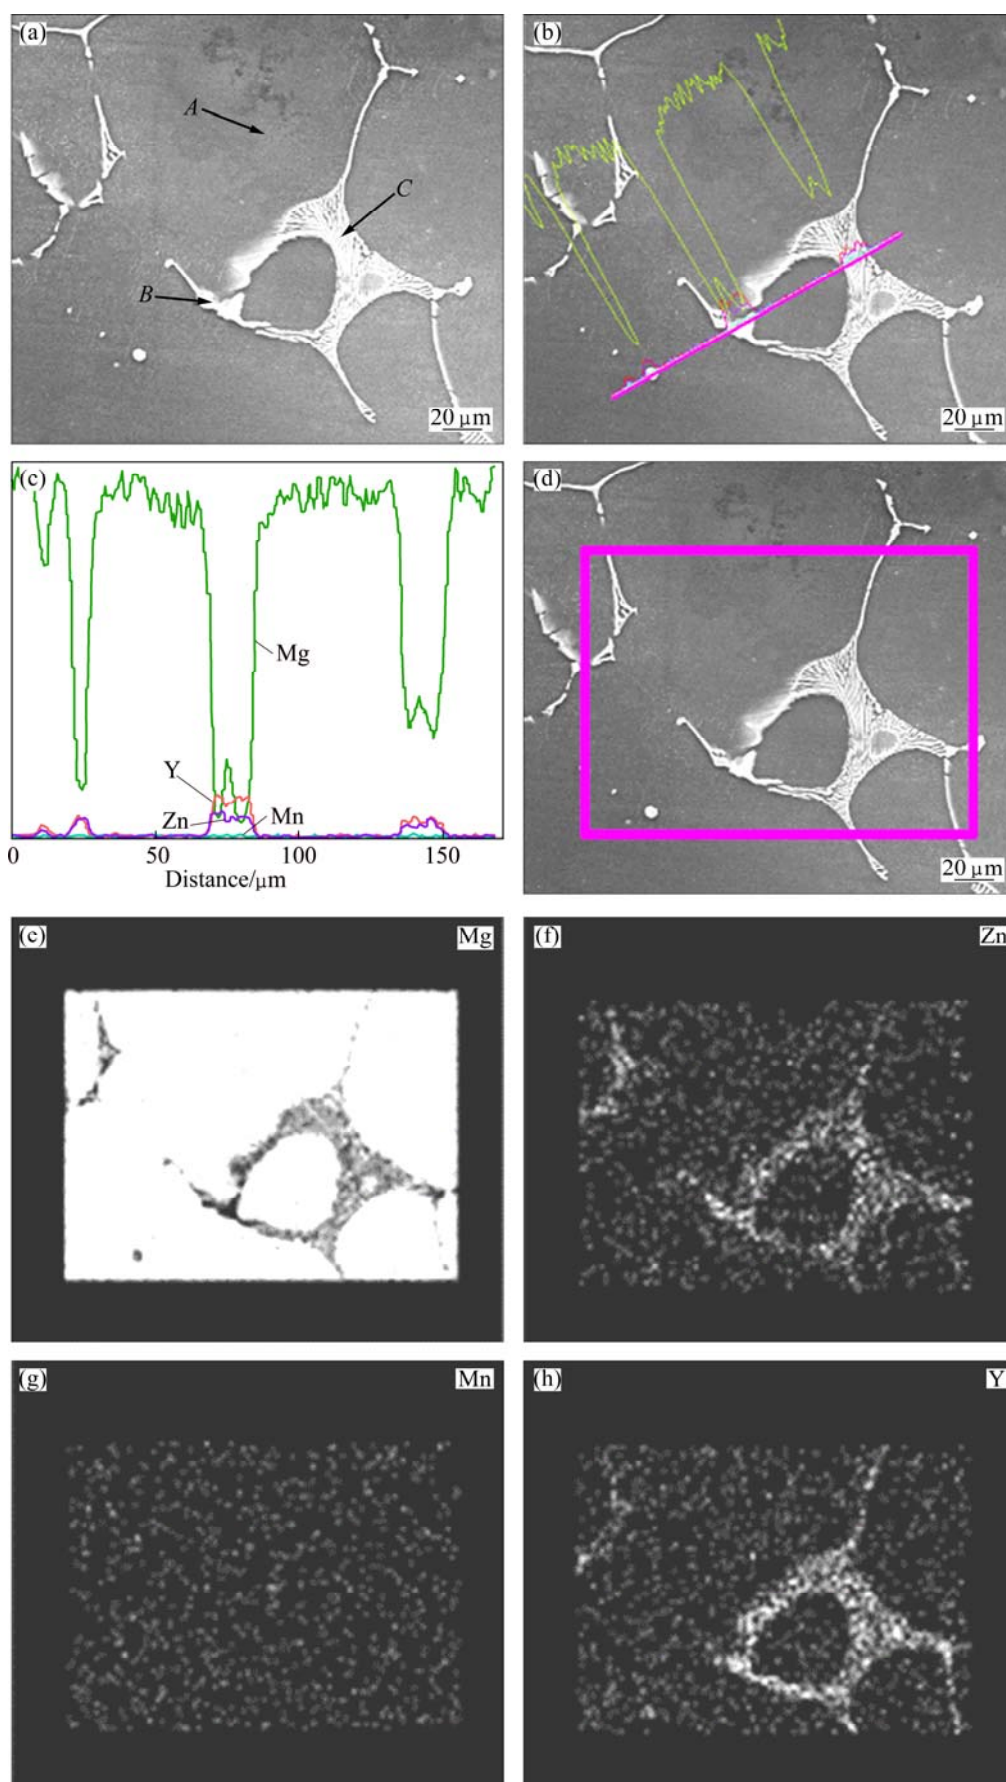 (a)
A
C
B
20 μm
(b)
20 μm
(c)
Mg
Y
Zn
Mn
0 50 100 150
Distance/μm
(d)
20 μm
(e)
Mg
(f)
Zn
(g)
Mn
(h)
Y